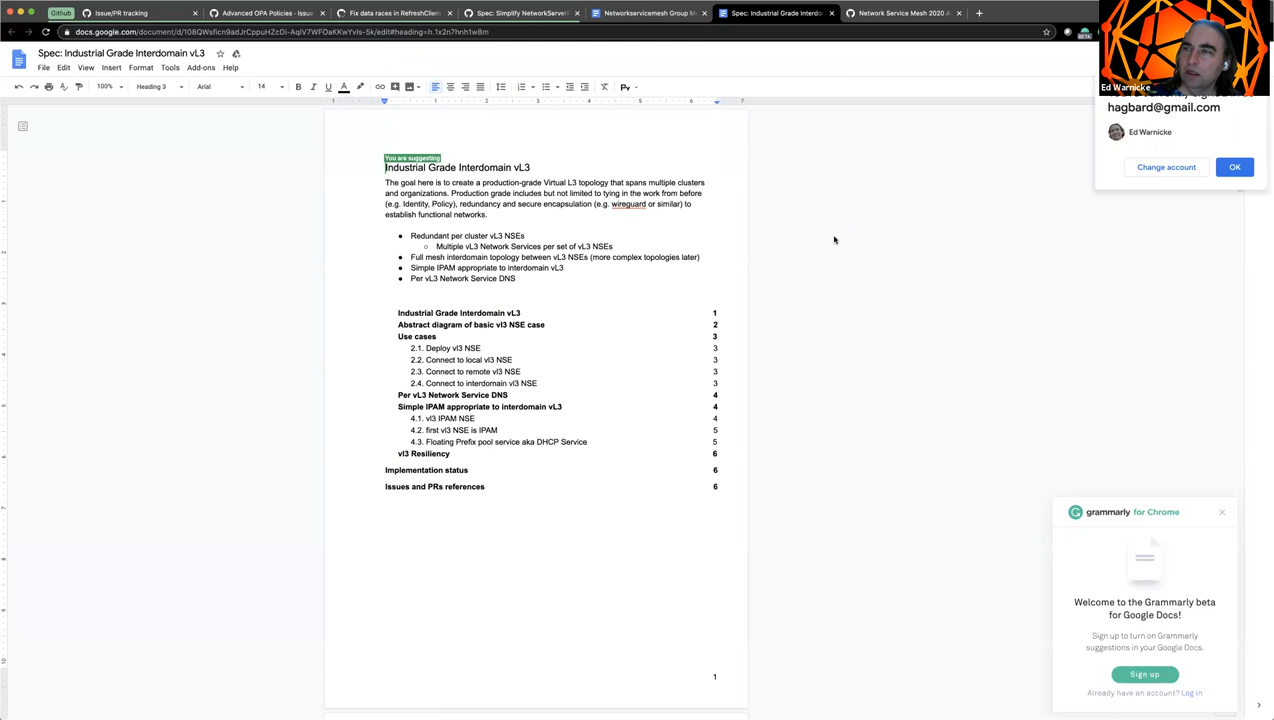 Github
Issue/PR tracking
Advanced OPA Policies - Issue
Fix data races in RefreshClien
Spec: Simplify NetworkServer
Networkservicemesh Group M
Spec: Industrial Grade Interdom
Network Service Mesh 2020 A
docs.google.com/document/d/108QWsficn9adJrCppuHZcDi-AqlV7WFOaKKwYvIs-5k/edit#heading=h.1x2n7hnh1w8m
BETA
Spec: Industrial Grade Interdomain vL3
File Edit View Insert Format Tools Add-ons Help
100% Heading 3 Arial 14 B I U A
1 1 2 3 4 5 6 7
You are suggesting
Industrial Grade Interdomain vL3
The goal here is to create a production-grade Virtual L3 topology that spans multiple clusters
and organizations. Production grade includes but not limited to tying in the work from before
(e.g. Identity, Policy), redundancy and secure encapsulation (e.g. wireguard or similar) to
establish functional networks.
● Redundant per cluster vL3 NSEs
○ Multiple vL3 Network Services per set of vL3 NSEs
● Full mesh interdomain topology between vL3 NSEs (more complex topologies later)
● Simple IPAM appropriate to interdomain vL3
● Per vL3 Network Service DNS
Industrial Grade Interdomain vL3 1
Abstract diagram of basic vl3 NSE case 2
Use cases 3
2.1. Deploy vl3 NSE 3
2.2. Connect to local vl3 NSE 3
2.3. Connect to remote vl3 NSE 3
2.4. Connect to interdomain vl3 NSE 3
Per vL3 Network Service DNS 4
Simple IPAM appropriate to interdomain vL3 4
4.1. vl3 IPAM NSE 4
4.2. first vl3 NSE is IPAM 5
4.3. Floating Prefix pool service aka DHCP Service 5
vl3 Resiliency 6
Implementation status 6
Issues and PRs references 6
1
Ed Warnicke
hagbard@gmail.com
Ed Warnicke
Change account
OK
grammarly for Chrome
Welcome to the Grammarly beta
for Google Docs!
Sign up to turn on Grammarly
suggestions in your Google Docs.
Sign up
Already have an account? Log in